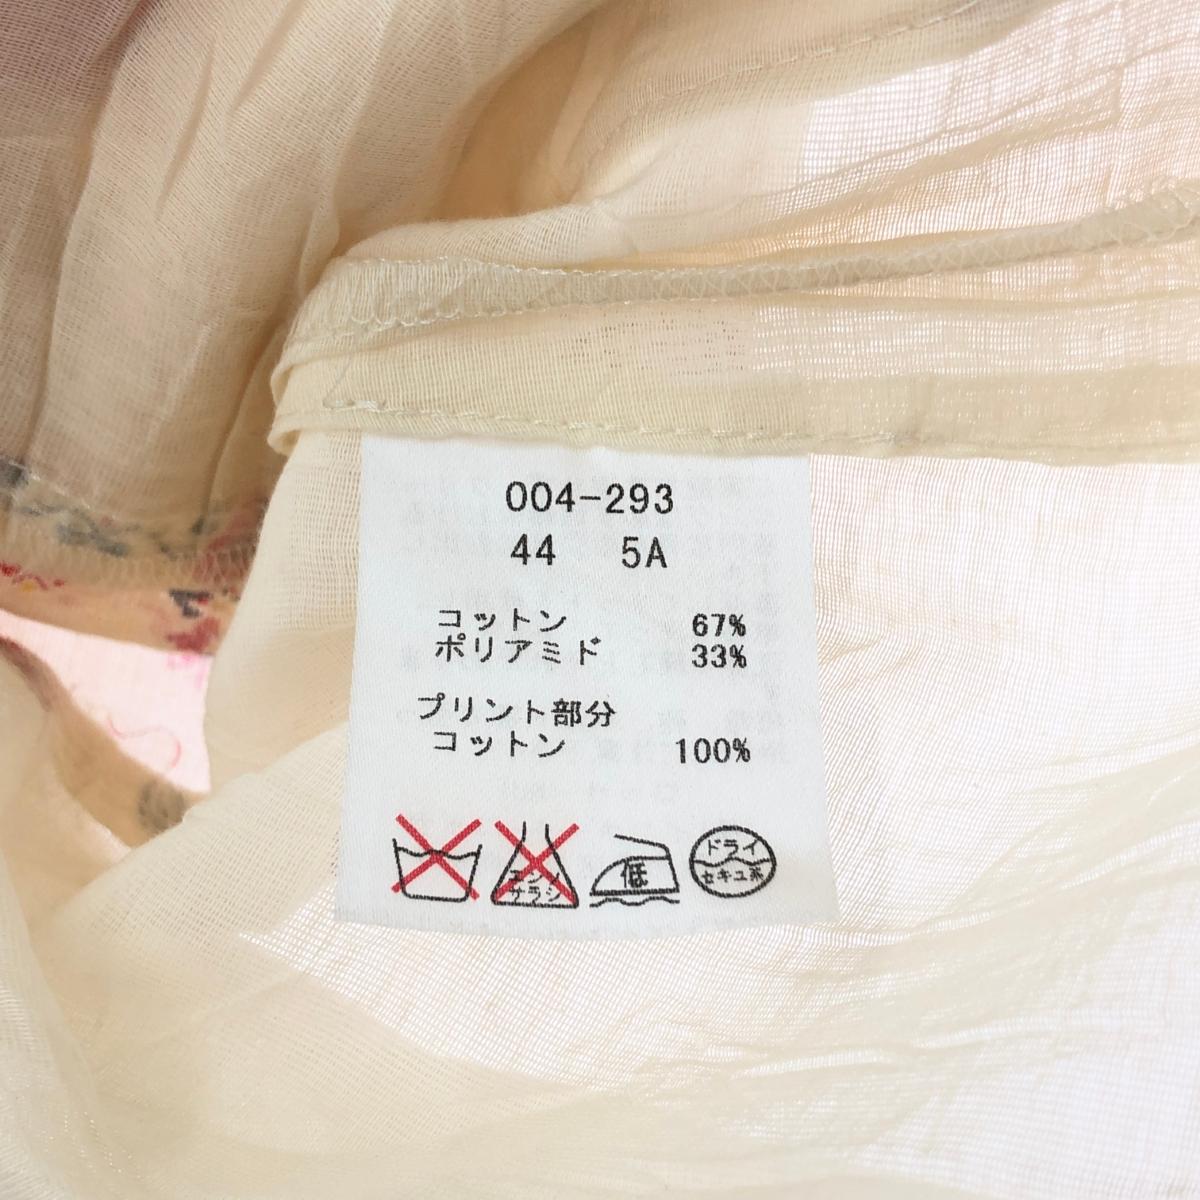 004-293
44 5A
コットン 67%
ポリアミド 33%
プリント部分
コットン 100%
エンソ
サラシ
低
ドライ
セキユ系